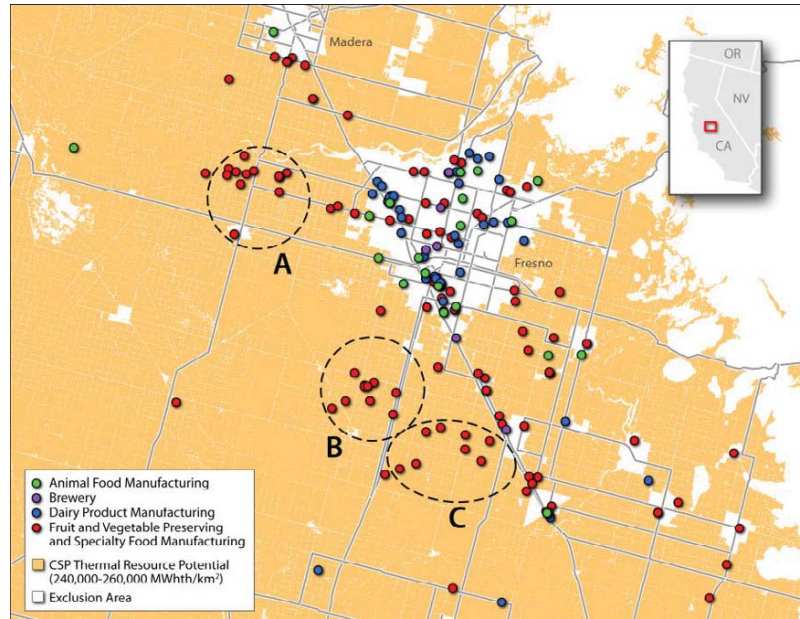 Madera
OR
NV
CA
A
Fresno
B
C
Animal Food Manufacturing
Brewery
Dairy Product Manufacturing
Fruit and Vegetable Preserving
and Specialty Food Manufacturing
CSP Thermal Resource Potential
(240,000-260,000 MWhth/km²)
Exclusion Area